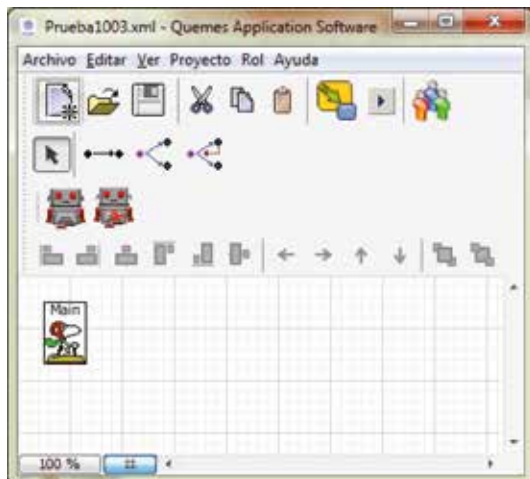 Prueba1003.xml - Quemes Application Software
Archivo Editar Ver Proyecto Rol Ayuda
Main
100 %